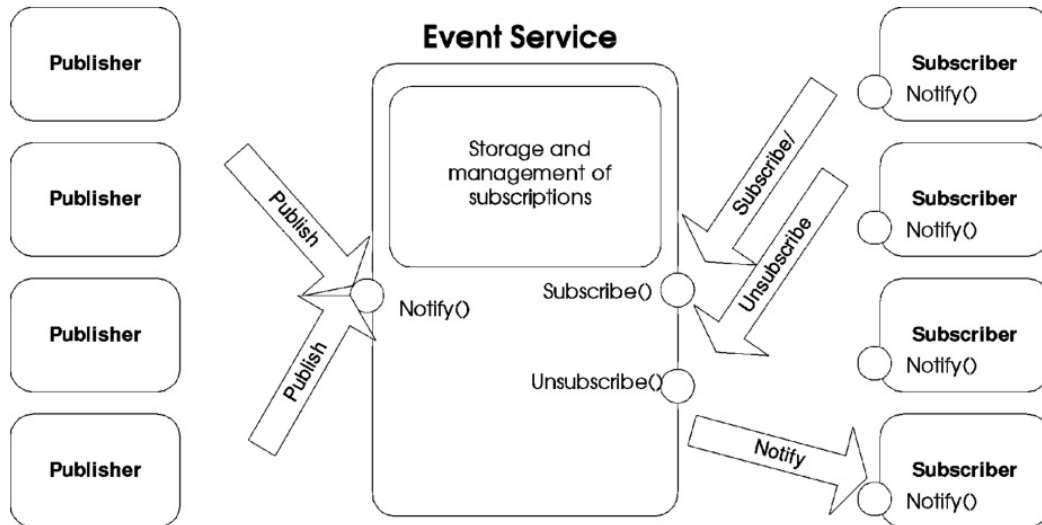 Event Service
Publisher
Publisher
Publisher
Publisher
Publish
Publish
Storage and
management of
subscriptions
Notify()
Subscribe()
Unsubscribe()
Subscribe/
Unsubscribe
Notify
Subscriber
Notify()
Subscriber
Notify()
Subscriber
Notify()
Subscriber
Notify()